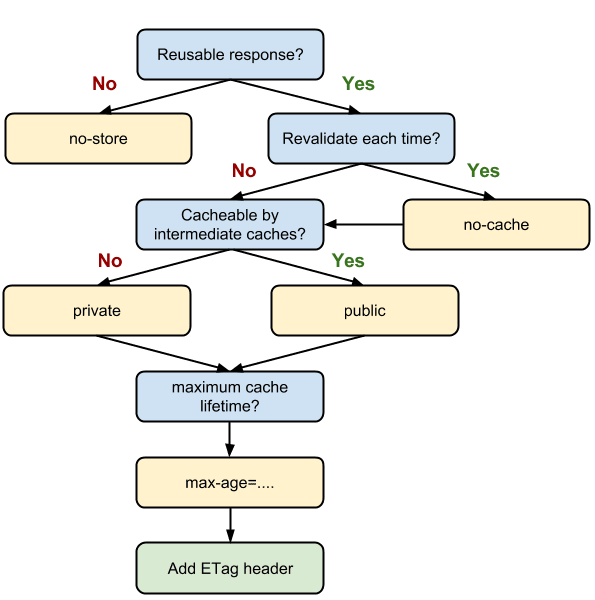 Reusable response?
No
Yes
no-store
Revalidate each time?
No
Yes
Cacheable by
intermediate caches?
no-cache
No
Yes
private
public
maximum cache
lifetime?
max-age=....
Add ETag header